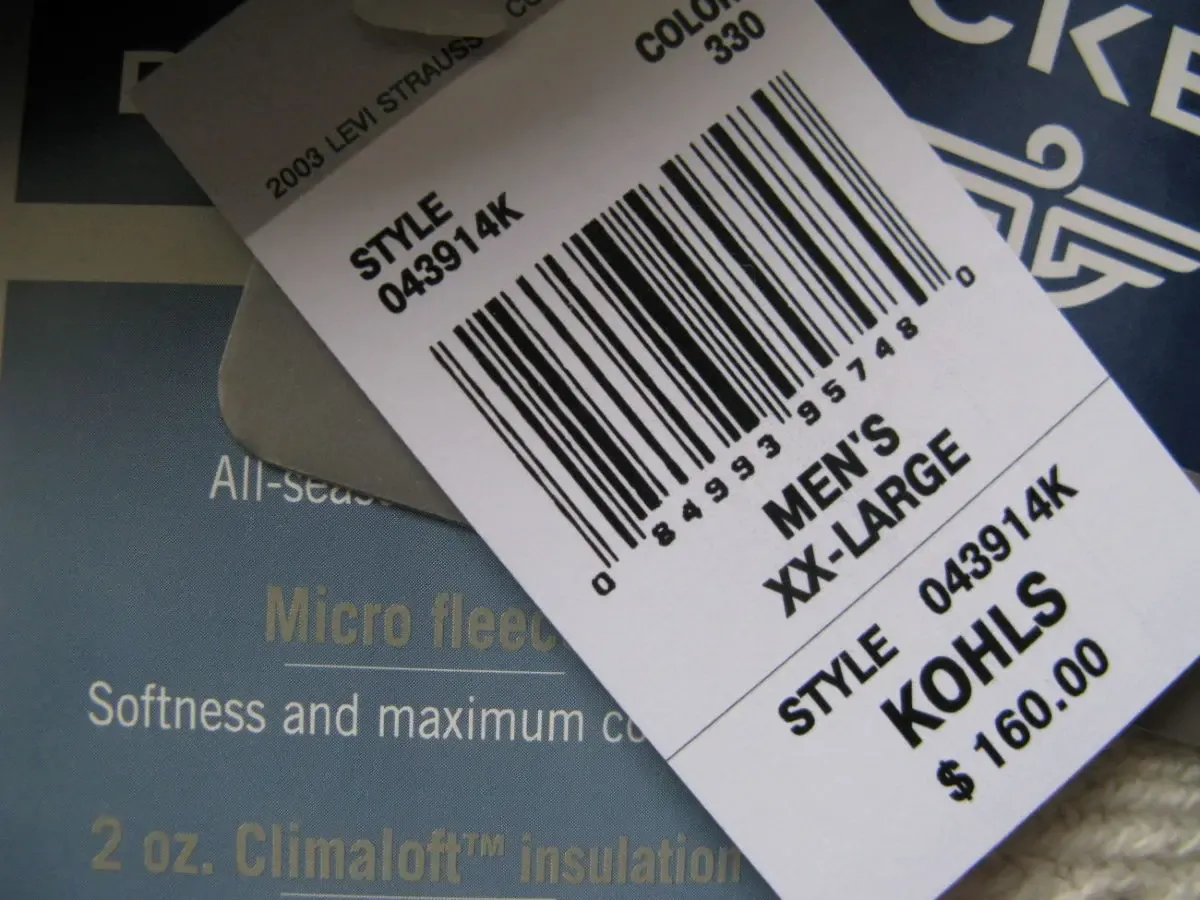 2003 LEVI STRAUSS
COLOR
330
STYLE
043914K
0 84993 95748 0
MEN'S
XX-LARGE
STYLE 043914K
KOHLS
$ 160.00
CKE
All-seas
Micro fleec
Softness and maximum co
2 oz. Climaloft™ insulation